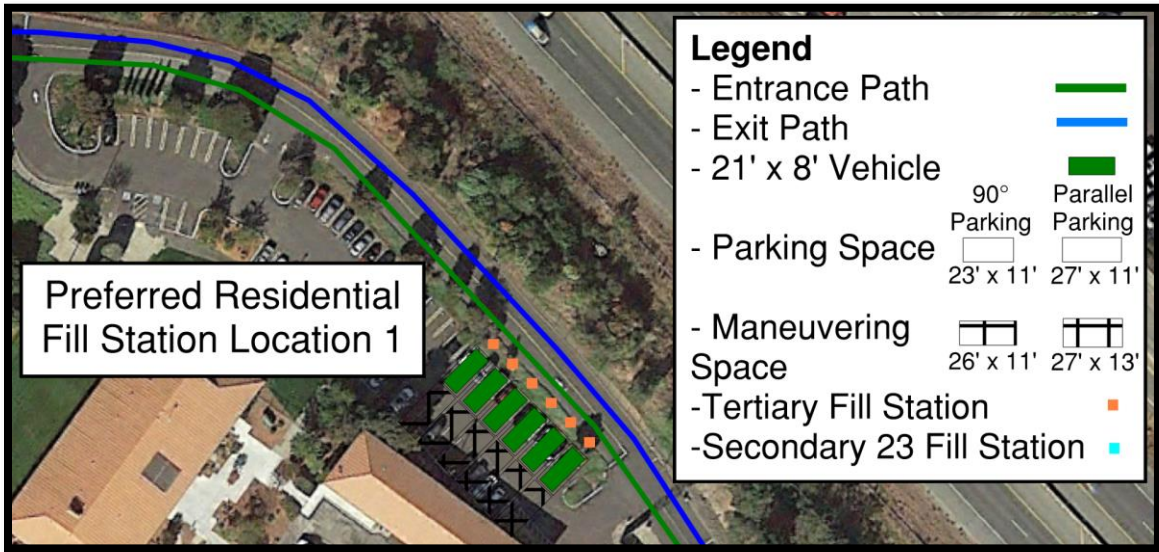 Preferred Residential
Fill Station Location 1
Legend
- Entrance Path
- Exit Path
- 21' x 8' Vehicle
90° Parking
Parallel Parking
- Parking Space
23' x 11'
27' x 11'
- Maneuvering
Space
26' x 11'
27' x 13'
-Tertiary Fill Station
-Secondary 23 Fill Station